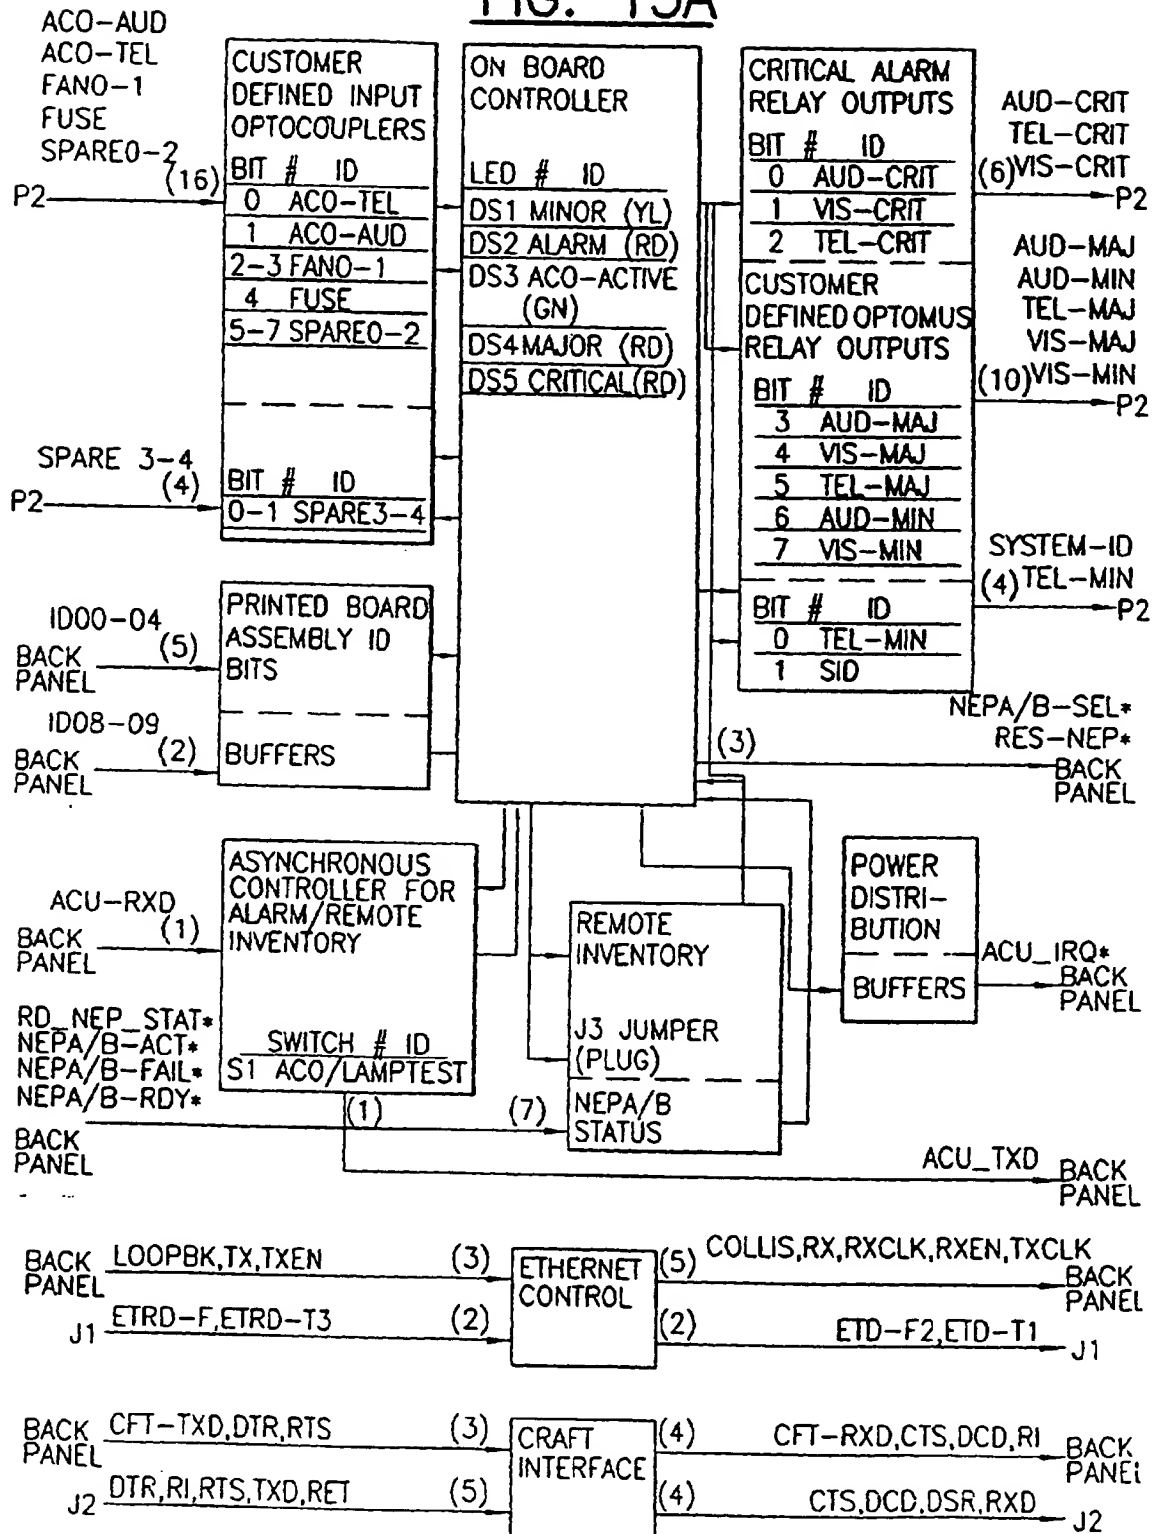 FIG. 15A
ACO-AUD
ACO-TEL
FANO-1
FUSE
SPARE0-2
(16)
P2
CUSTOMER
DEFINED INPUT
OPTOCOUPLERS
BIT # ID
0 ACO-TEL
1 ACO-AUD
2-3 FANO-1
4 FUSE
5-7 SPARE0-2
SPARE 3-4
(4)
P2
BIT # ID
0-1 SPARE3-4
ON BOARD
CONTROLLER
LED # ID
DS1 MINOR (YL)
DS2 ALARM (RD)
DS3 ACO-ACTIVE
(GN)
DS4 MAJOR (RD)
DS5 CRITICAL(RD)
CRITICAL ALARM
RELAY OUTPUTS
BIT # ID
0 AUD-CRIT
1 VIS-CRIT
2 TEL-CRIT
CUSTOMER
DEFINED OPTOMUS
RELAY OUTPUTS
BIT # ID
3 AUD-MAJ
4 VIS-MAJ
5 TEL-MAJ
6 AUD-MIN
7 VIS-MIN
BIT # ID
0 TEL-MIN
1 SID
AUD-CRIT
TEL-CRIT
(6) VIS-CRIT
P2
AUD-MAJ
AUD-MIN
TEL-MAJ
VIS-MAJ
(10) VIS-MIN
P2
SYSTEM-ID
(4) TEL-MIN
P2
ID00-04
(5)
BACK
PANEL
ID08-09
(2)
BACK
PANEL
PRINTED BOARD
ASSEMBLY ID
BITS
BUFFERS
NEPA/B-SEL*
RES-NEP*
(3)
BACK
PANEL
ACU-RXD
(1)
BACK
PANEL
ASYNCHRONOUS
CONTROLLER FOR
ALARM/REMOTE
INVENTORY
SWITCH # ID
S1 ACO/LAMPTEST
REMOTE
INVENTORY
J3 JUMPER
(PLUG)
NEPA/B
STATUS
POWER
DISTRI-
BUTION
BUFFERS
ACU_IRQ*
BACK
PANEL
RD_NEP_STAT*
NEPA/B-ACT*
NEPA/B-FAIL*
NEPA/B-RDY*
(1)
(7)
BACK
PANEL
ACU_TXD
BACK
PANEL
BACK
PANEL
LOOPBK,TX,TXEN
(3)
J1
ETRD-F,ETRD-T3
(2)
ETHERNET
CONTROL
(5)
COLLIS,RX,RXCLK,RXEN,TXCLK
BACK
PANEL
(2)
ETD-F2,ETD-T1
J1
BACK
PANEL
CFT-TXD,DTR,RTS
(3)
J2
DTR,RI,RTS,TXD,RET
(5)
CRAFT
INTERFACE
(4)
CFT-RXD,CTS,DCD,RI
BACK
PANEL
(4)
CTS,DCD,DSR,RXD
J2